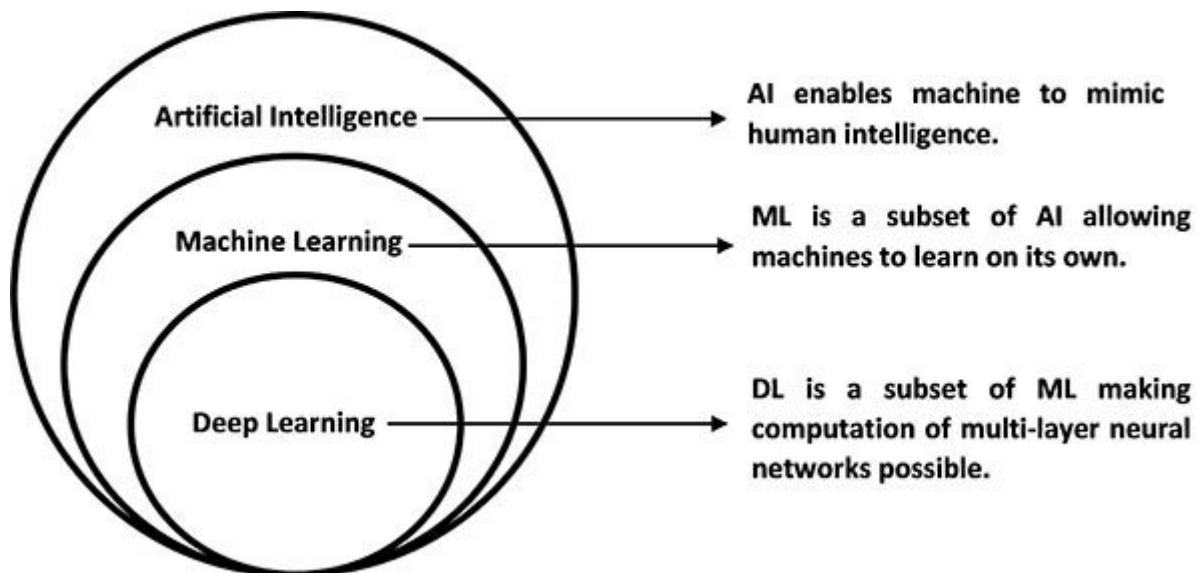 Artificial Intelligence
AI enables machine to mimic
human intelligence.
Machine Learning
ML is a subset of AI allowing
machines to learn on its own.
Deep Learning
DL is a subset of ML making
computation of multi-layer neural
networks possible.